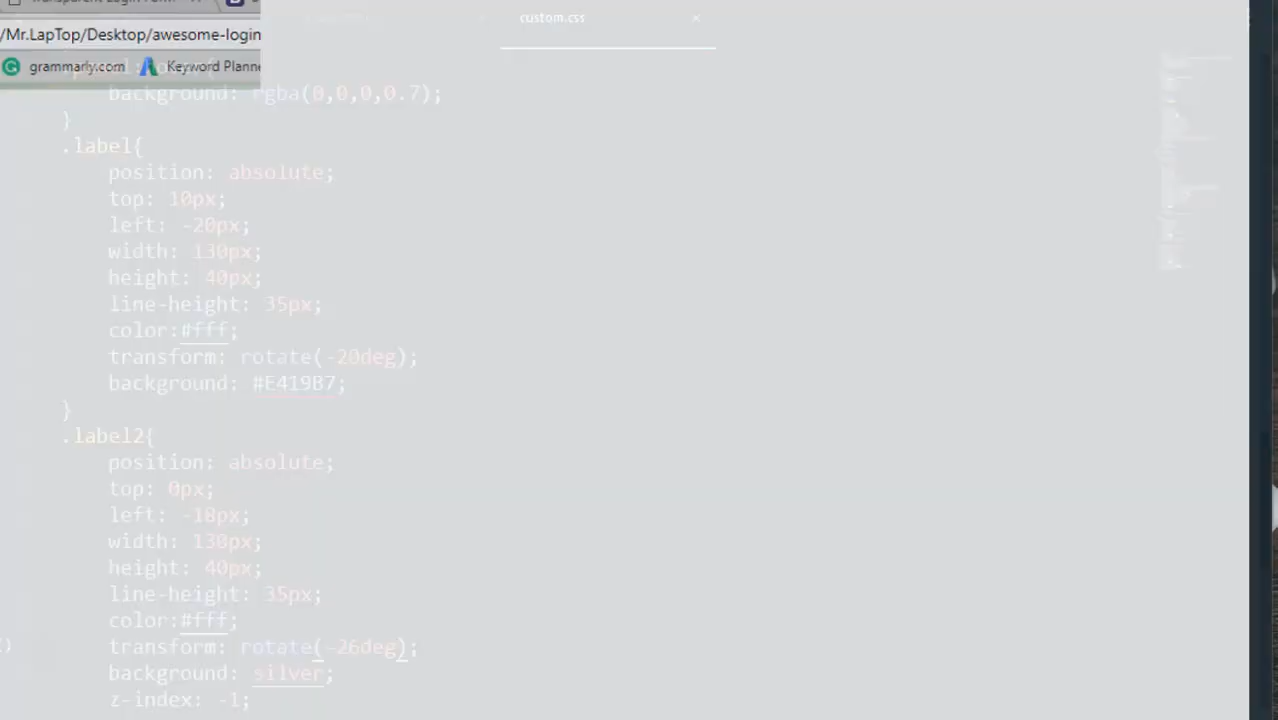 custom.css ×
/Mr.LapTop/Desktop/awesome-login
grammarly.com Keyword Planne
background: rgba(0,0,0,0.7);
}
.label{
position: absolute;
top: 10px;
left: -20px;
width: 130px;
height: 40px;
line-height: 35px;
color:#fff;
transform: rotate(-20deg);
background: #E419B7;
}
.label2{
position: absolute;
top: 0px;
left: -18px;
width: 130px;
height: 40px;
line-height: 35px;
color:#fff;
transform: rotate(-26deg);
background: silver;
z-index: -1;